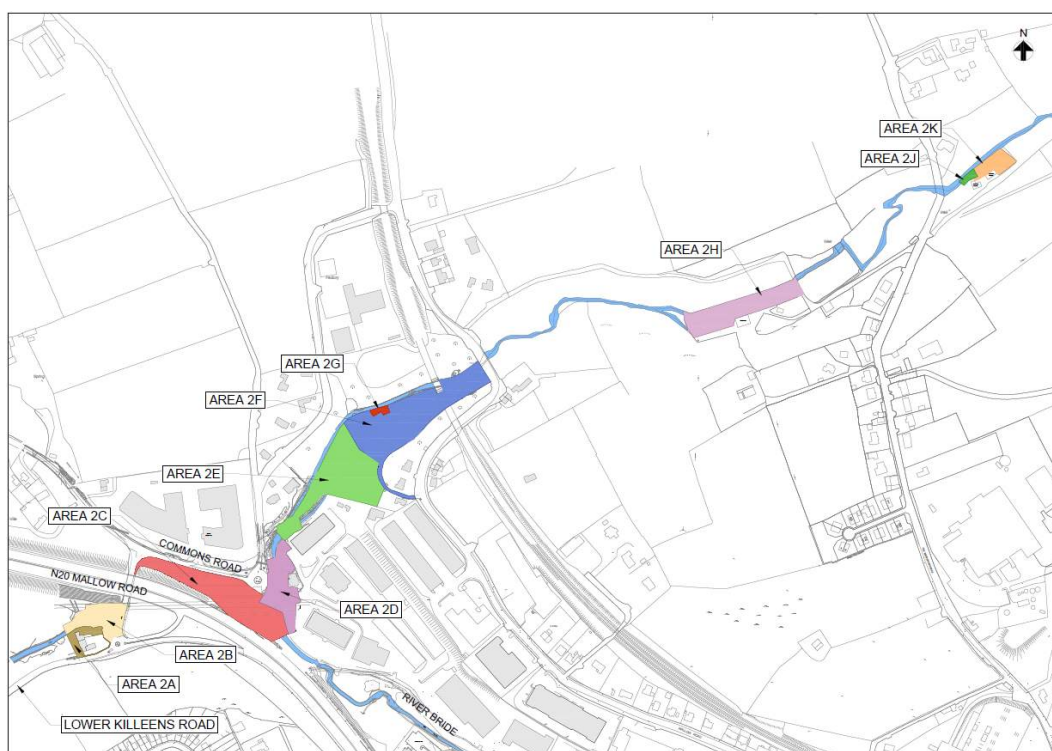 N
AREA 2K
AREA 2J
AREA 2H
AREA 2G
AREA 2F
AREA 2E
AREA 2C
COMMONS ROAD
N20 MALLOW ROAD
AREA 2D
AREA 2B
AREA 2A
LOWER KILLEENS ROAD
RIVER BRIDE